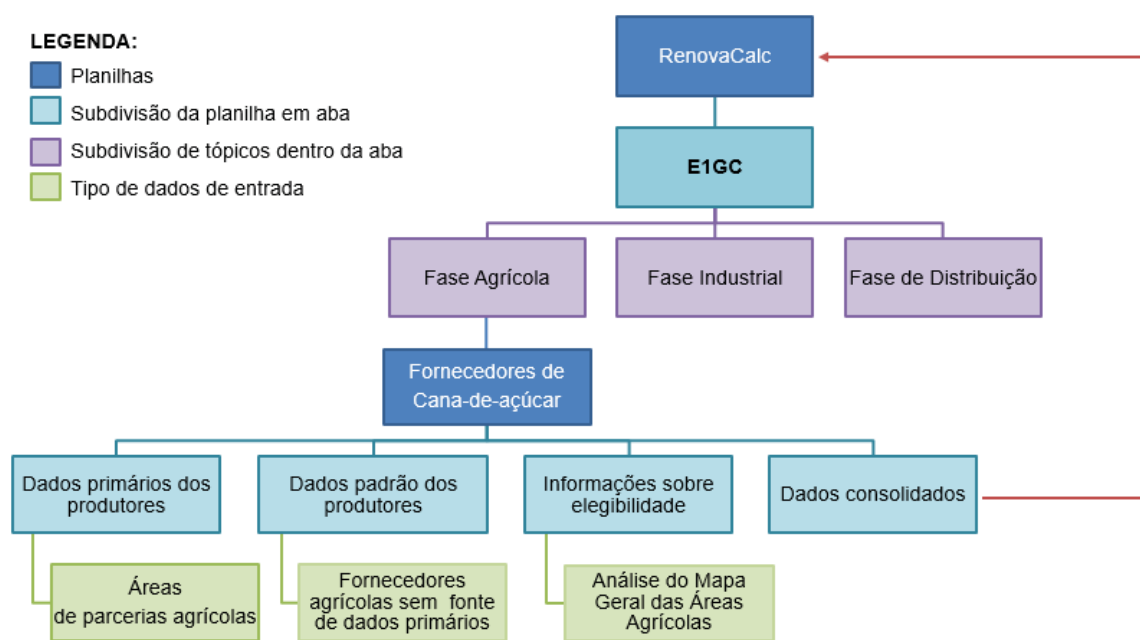 LEGENDA:
Planilhas
Subdivisão da planilha em aba
Subdivisão de tópicos dentro da aba
Tipo de dados de entrada
RenovaCalc
E1GC
Fase Agrícola
Fase Industrial
Fase de Distribuição
Fornecedores de
Cana-de-açúcar
Dados primários dos
produtores
Dados padrão dos
produtores
Informações sobre
elegibilidade
Dados consolidados
Áreas
de parcerias agrícolas
Fornecedores
agrícolas sem fonte
de dados primários
Análise do Mapa
Geral das Áreas
Agrícolas